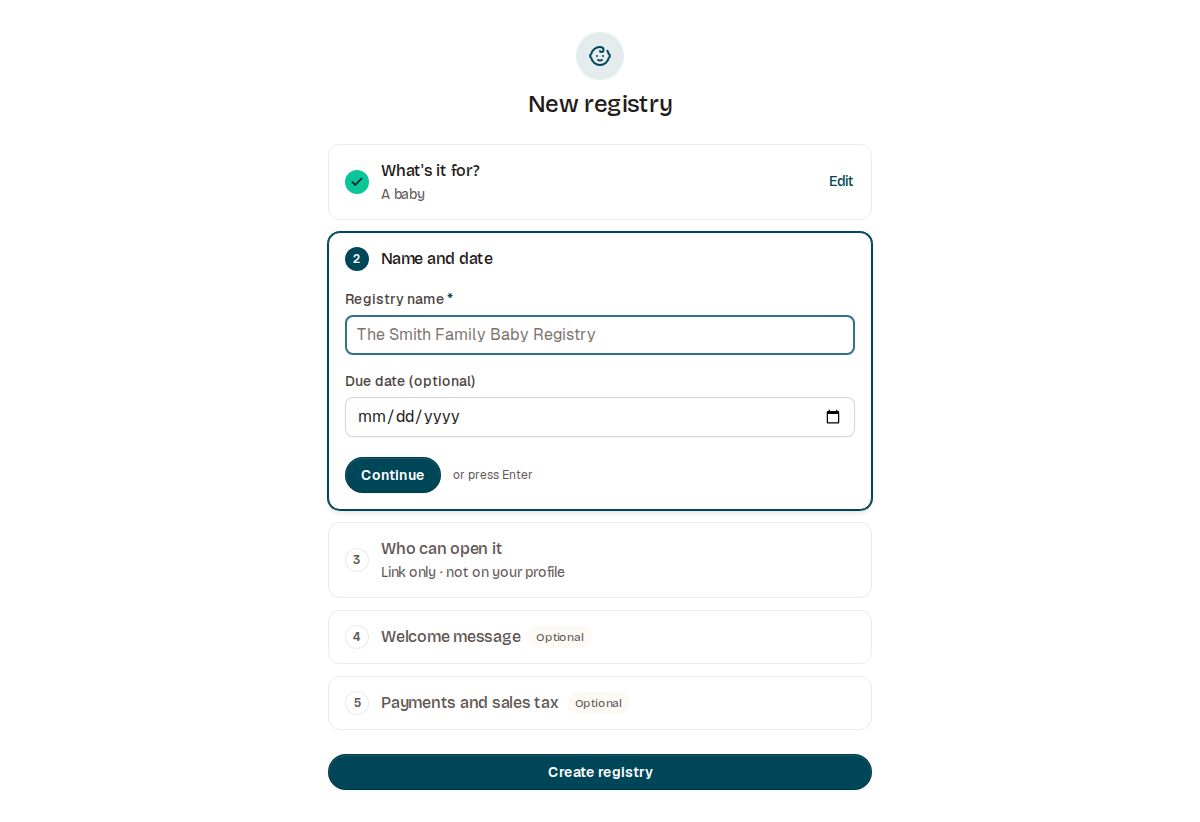 New registry
What's it for?
A baby
Edit
2
Name and date
Registry name *
The Smith Family Baby Registry
Due date (optional)
mm/dd/yyyy
Continue
or press Enter
3
Who can open it
Link only · not on your profile
4
Welcome message
Optional
5
Payments and sales tax
Optional
Create registry